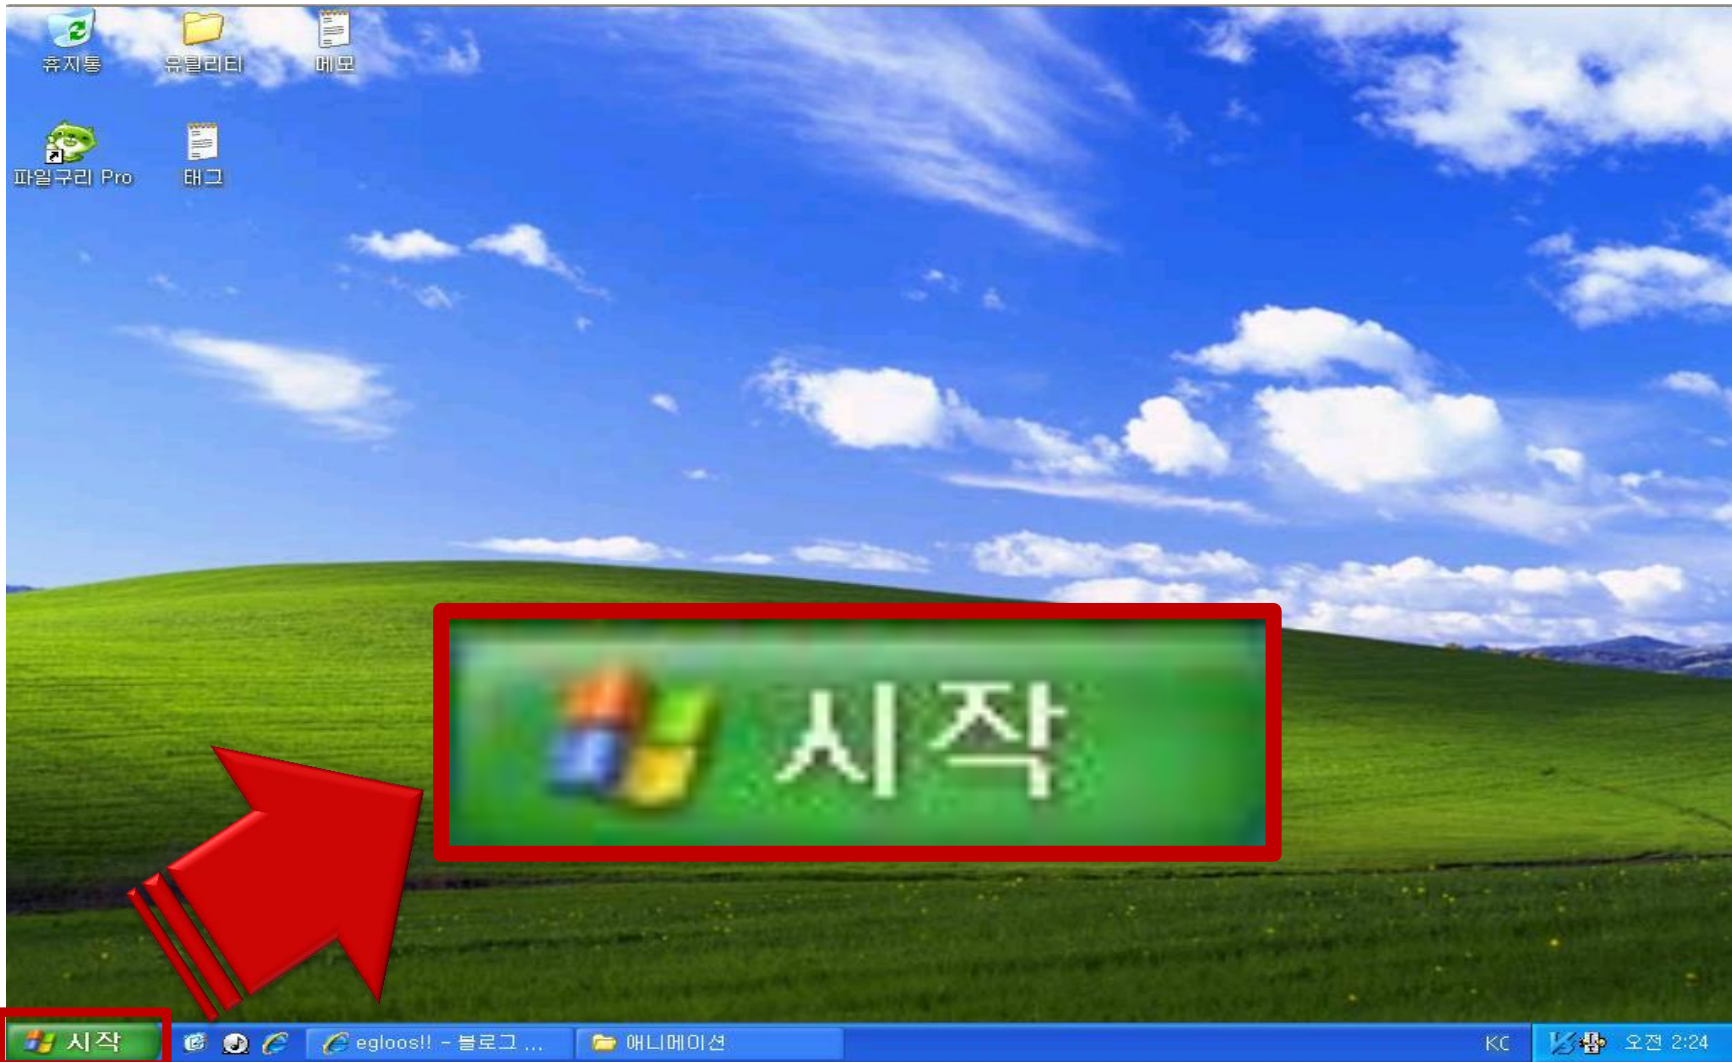 휴지통
유틸리티
메모
파일구리 Pro
태그
시작
시작
egloos!! - 블로그 ...
애니메이션
KC
오전 2:24